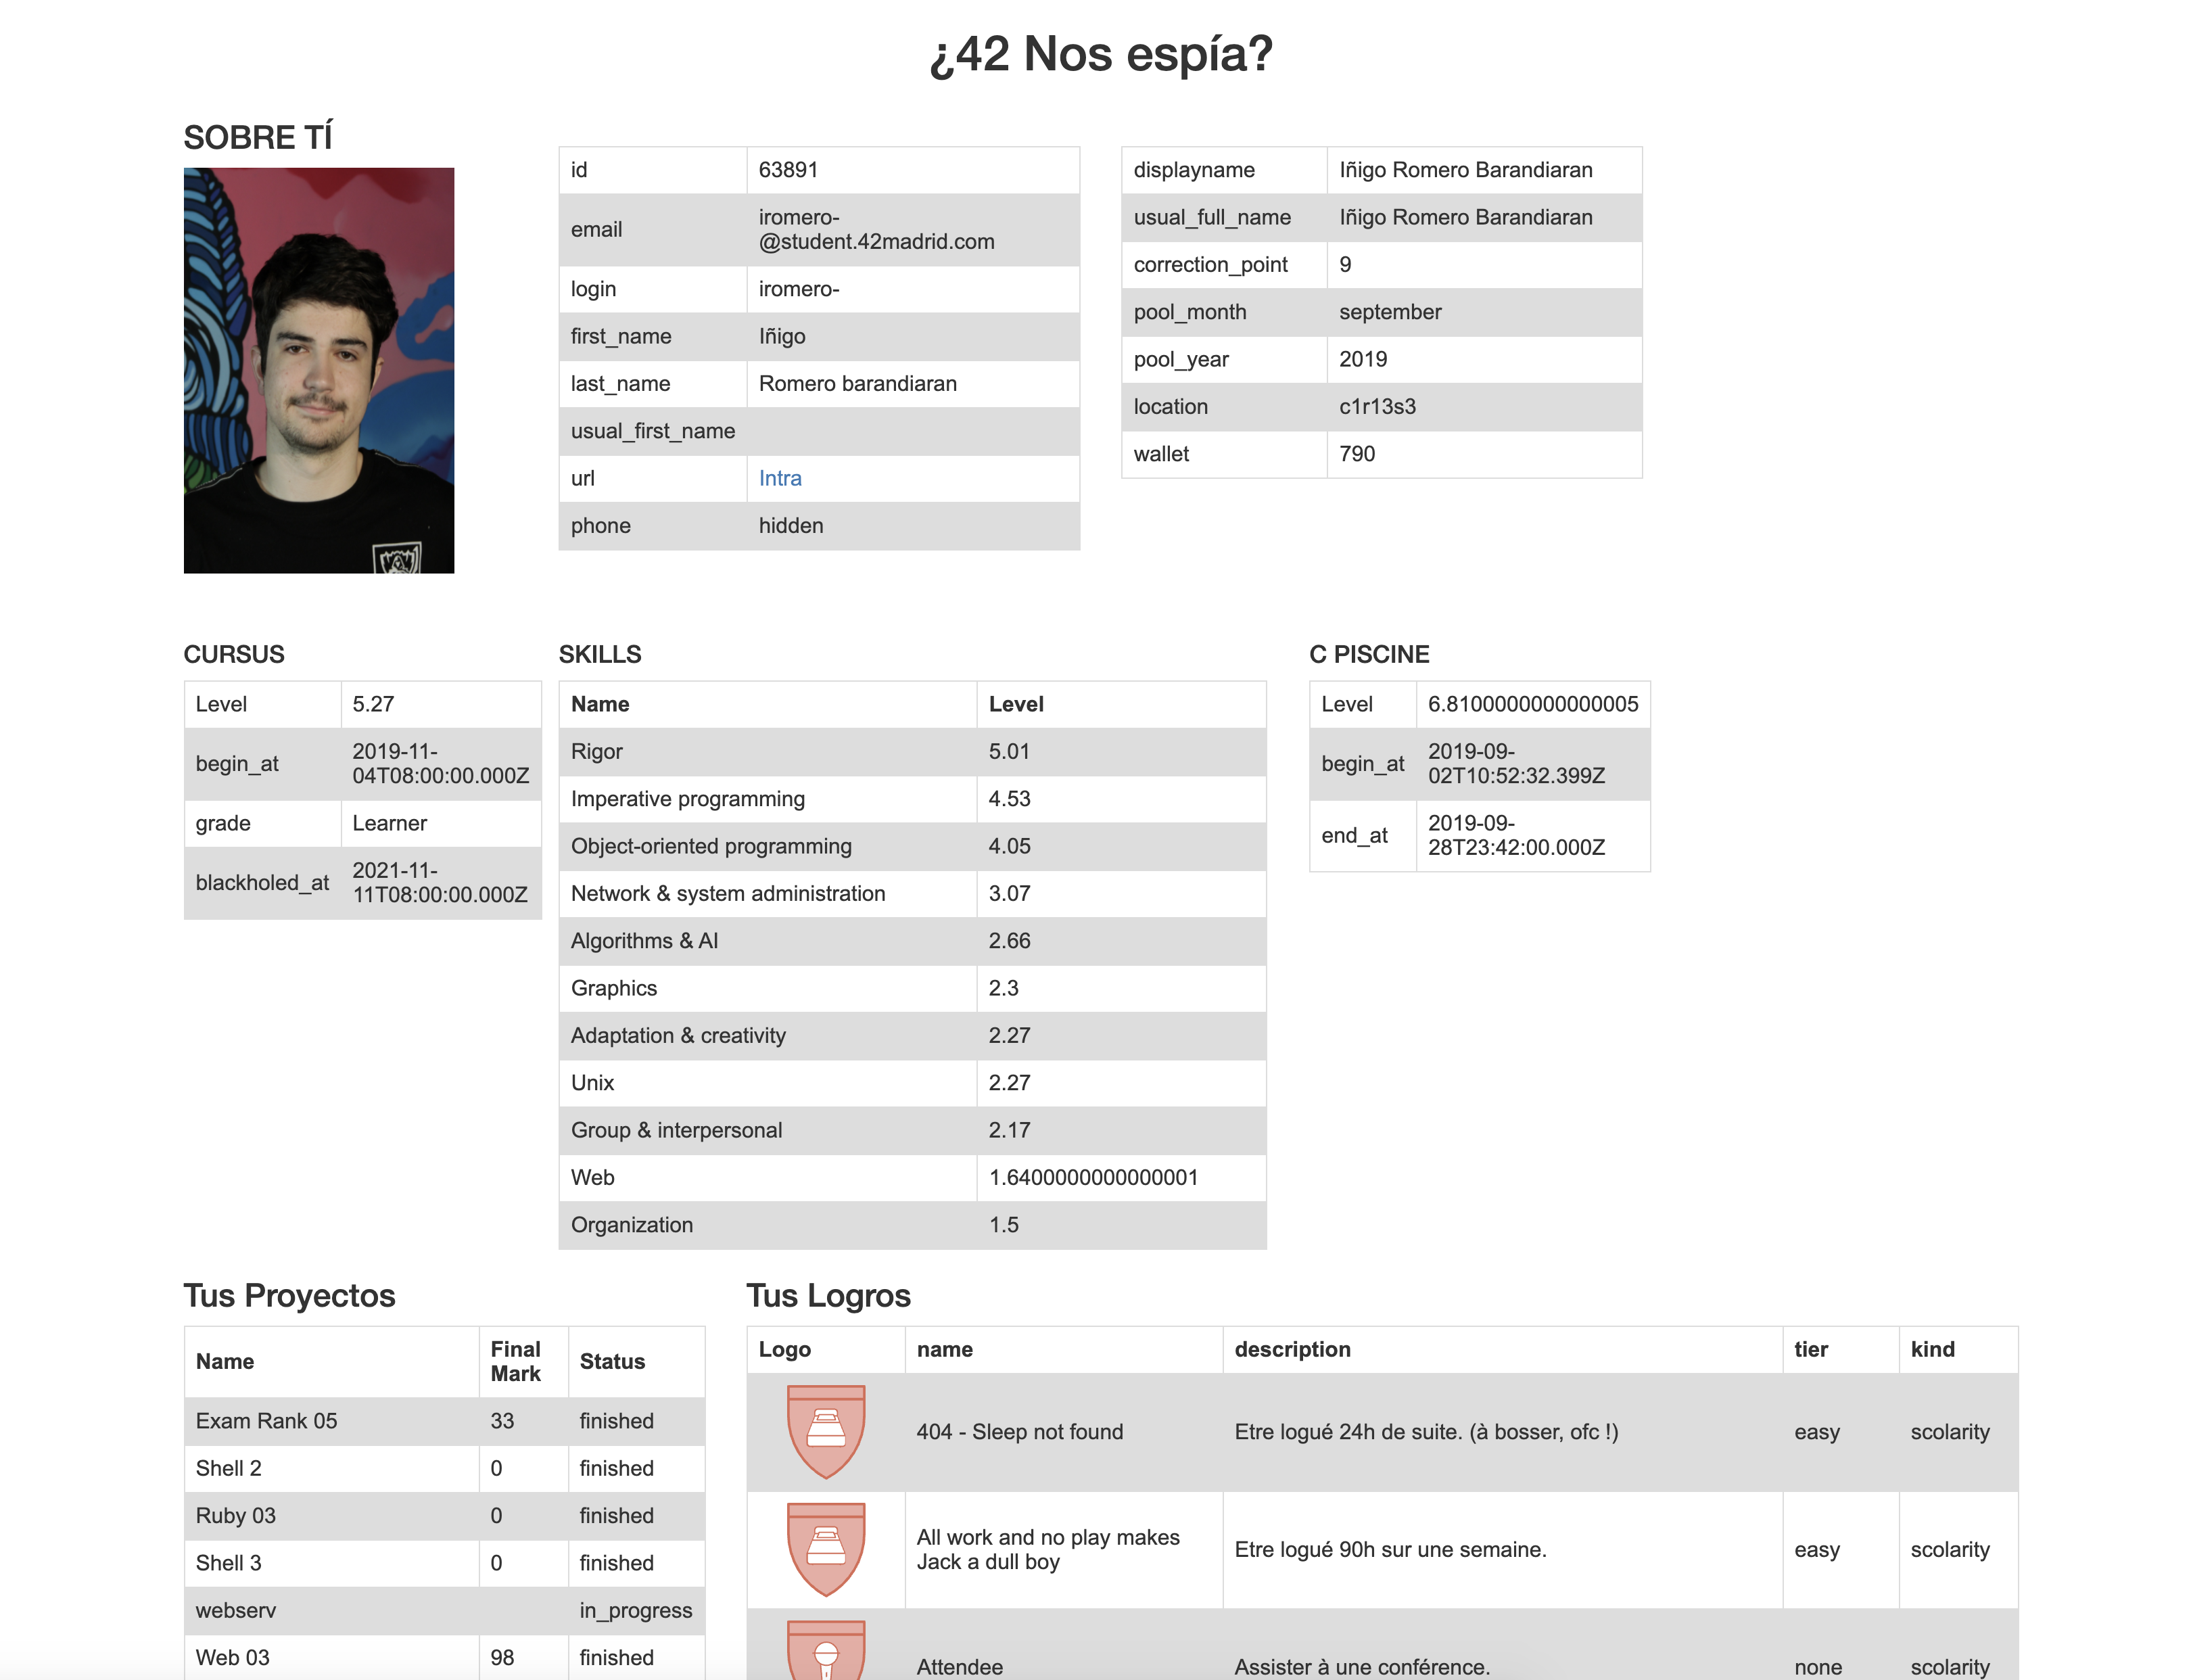 ¿42 Nos espía?
SOBRE TÍ
id 63891
email iromero-
@student.42madrid.com
login iromero-
first_name Iñigo
last_name Romero barandiaran
usual_first_name
url Intra
phone hidden
displayname Iñigo Romero Barandiaran
usual_full_name Iñigo Romero Barandiaran
correction_point 9
pool_month september
pool_year 2019
location c1r13s3
wallet 790
CURSUS
Level 5.27
begin_at 2019-11-
04T08:00:00.000Z
grade Learner
blackholed_at 2021-11-
11T08:00:00.000Z
SKILLS
Name Level
Rigor 5.01
Imperative programming 4.53
Object-oriented programming 4.05
Network & system administration 3.07
Algorithms & AI 2.66
Graphics 2.3
Adaptation & creativity 2.27
Unix 2.27
Group & interpersonal 2.17
Web 1.6400000000000001
Organization 1.5
C PISCINE
Level 6.8100000000000005
begin_at 2019-09-
02T10:52:32.399Z
end_at 2019-09-
28T23:42:00.000Z
Tus Proyectos
Name Final
Mark Status
Exam Rank 05 33 finished
Shell 2 0 finished
Ruby 03 0 finished
Shell 3 0 finished
webserv in_progress
Web 03 98 finished
Tus Logros
Logo name description tier kind
404 - Sleep not found Etre logué 24h de suite. (à bosser, ofc !) easy scolarity
All work and no play makes
Jack a dull boy Etre logué 90h sur une semaine. easy scolarity
Attendee Assister à une conférence. none scolarity